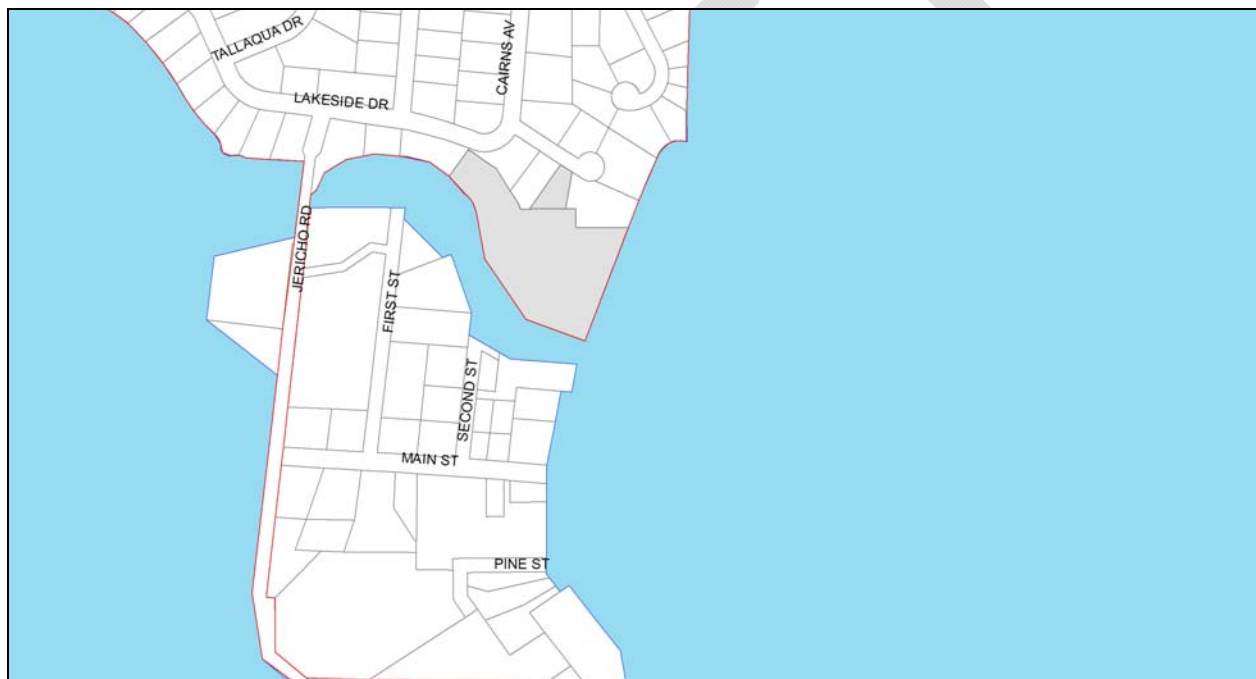 TALLAQUA DR
CAIRNS AV
LAKESIDE DR
JERICHO RD
FIRST ST
SECOND ST
MAIN ST
PINE ST